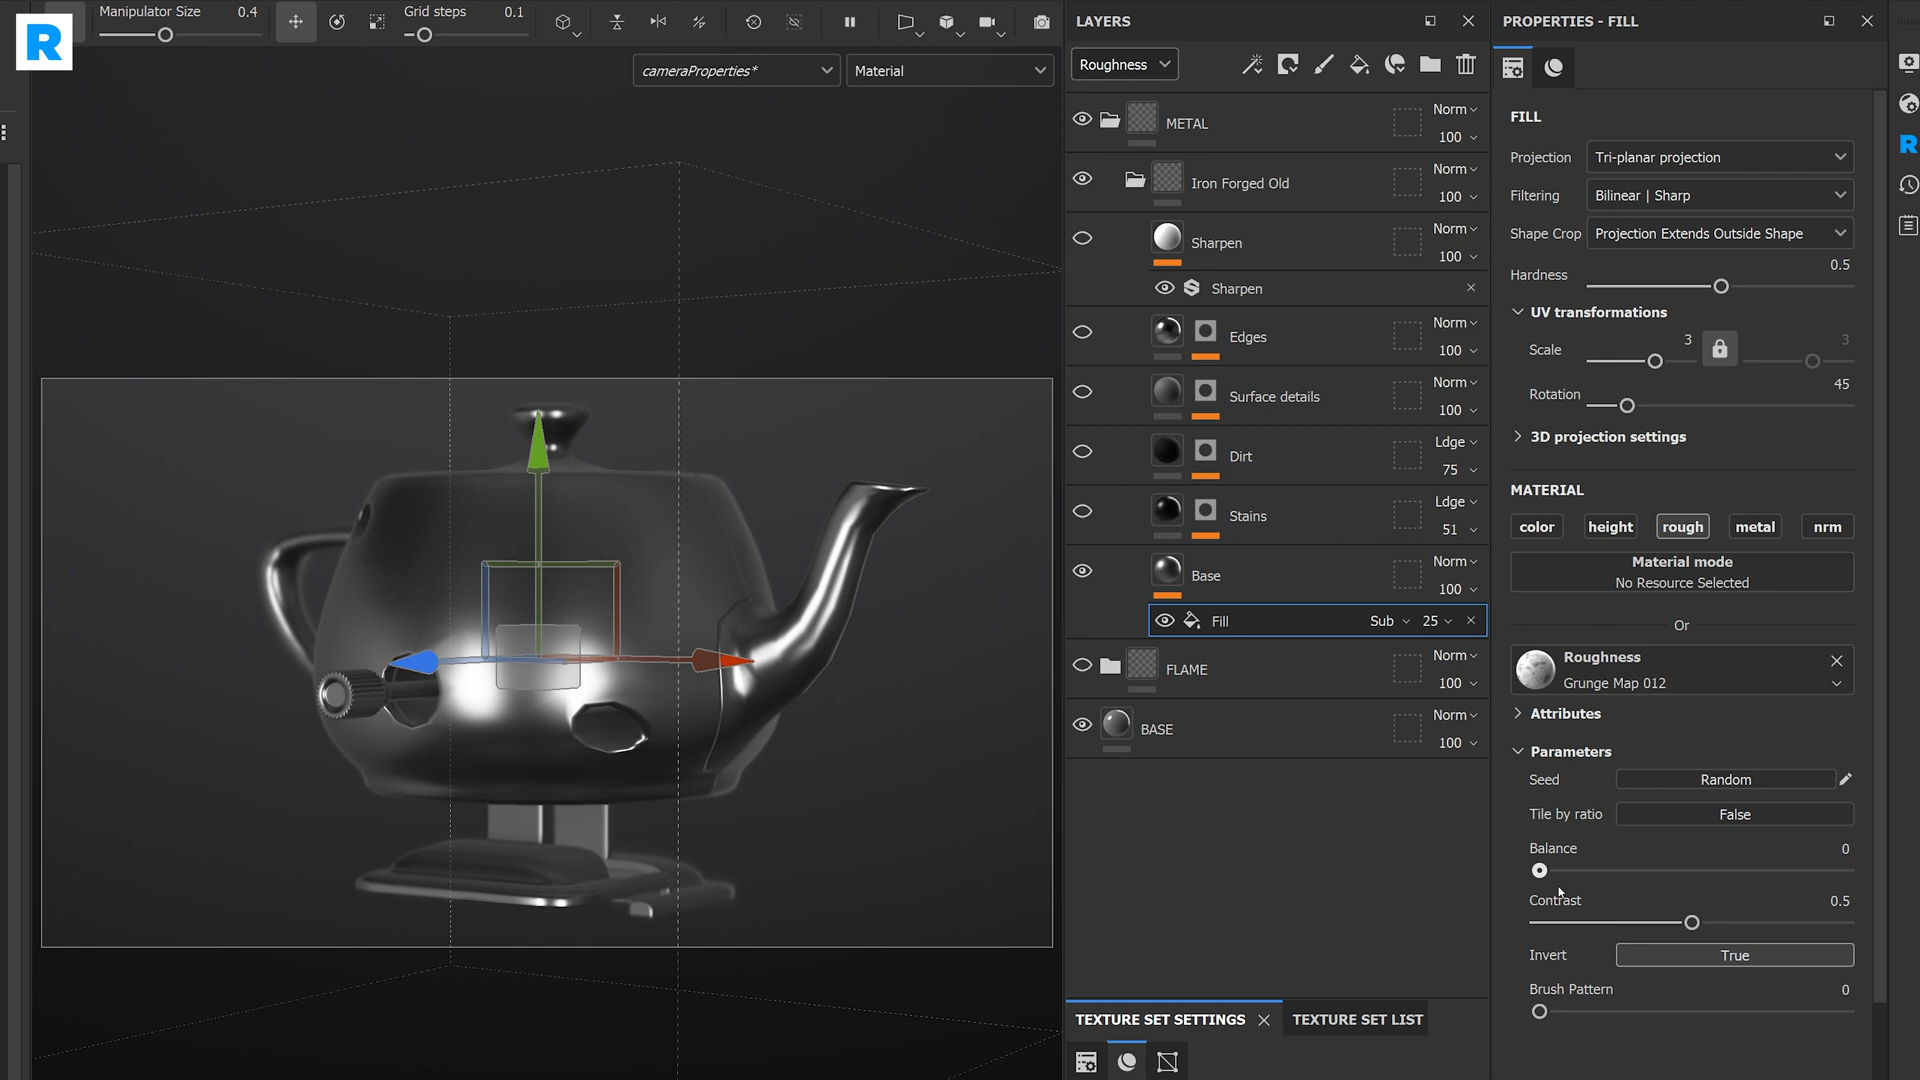 R
Manipulator Size 0.4
Grid steps 0.1
cameraProperties*
Material
LAYERS
Roughness
METAL Norm 100
Iron Forged Old Norm 100
Sharpen Norm 100
Sharpen
Edges Norm 100
Surface details Norm 100
Dirt Ldge 75
Stains Ldge 51
Base Norm 100
Fill Sub 25
FLAME Norm 100
BASE Norm 100
TEXTURE SET SETTINGS
TEXTURE SET LIST
PROPERTIES - FILL
FILL
Projection Tri-planar projection
Filtering Bilinear | Sharp
Shape Crop Projection Extends Outside Shape
Hardness 0.5
UV transformations
Scale 3 3
Rotation 45
3D projection settings
MATERIAL
color height rough metal nrm
Material mode
No Resource Selected
Or
Roughness
Grunge Map 012
Attributes
Parameters
Seed Random
Tile by ratio False
Balance 0
Contrast 0.5
Invert True
Brush Pattern 0
R